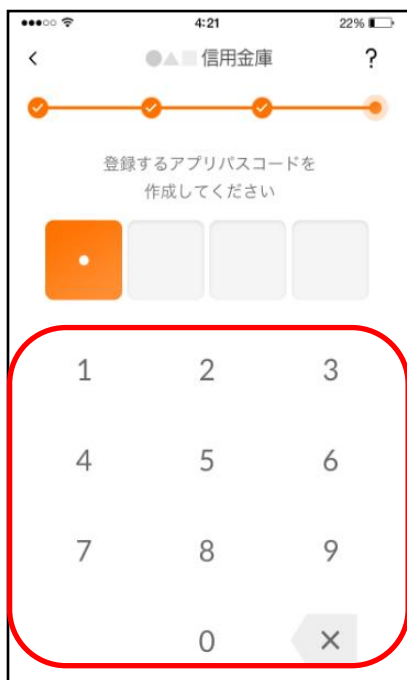 4:21 22%
< ●▲■信用金庫 ?
登録するアプリパスコードを
作成してください
1 2 3
4 5 6
7 8 9
0 ×